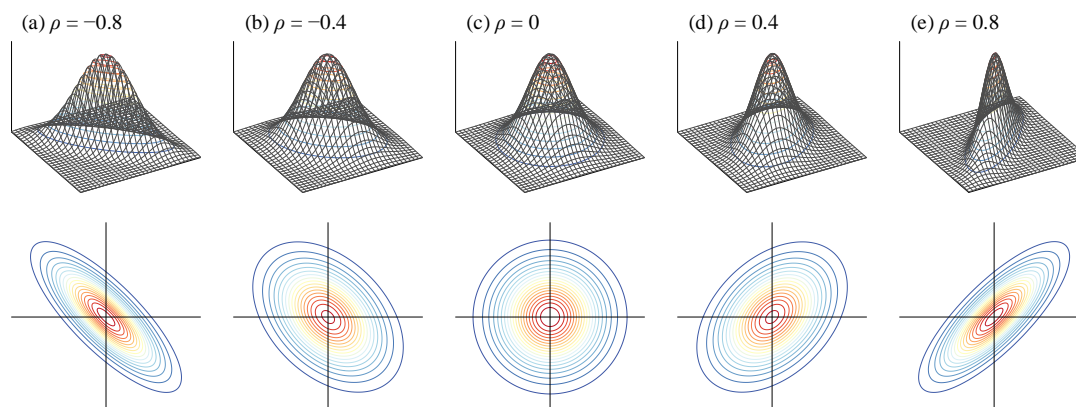 (a) ρ = −0.8
(b) ρ = −0.4
(c) ρ = 0
(d) ρ = 0.4
(e) ρ = 0.8